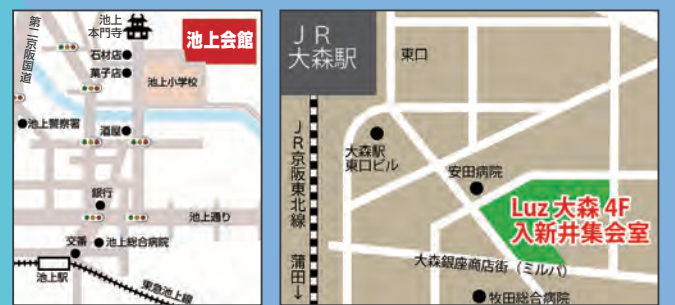 第二京阪国道
池上
本門寺
池上会館
石材店
菓子店
池上小学校
池上警察署
酒屋
銀行
池上通り
交番
池上総合病院
池上駅
東急池上線
JR
大森駅
東口
大森駅
東口ビル
JR京阪東北線
蒲田↓
安田病院
Luz 大森 4F
入新井集会室
大森銀座商店街(ミルパ)
牧田総合病院